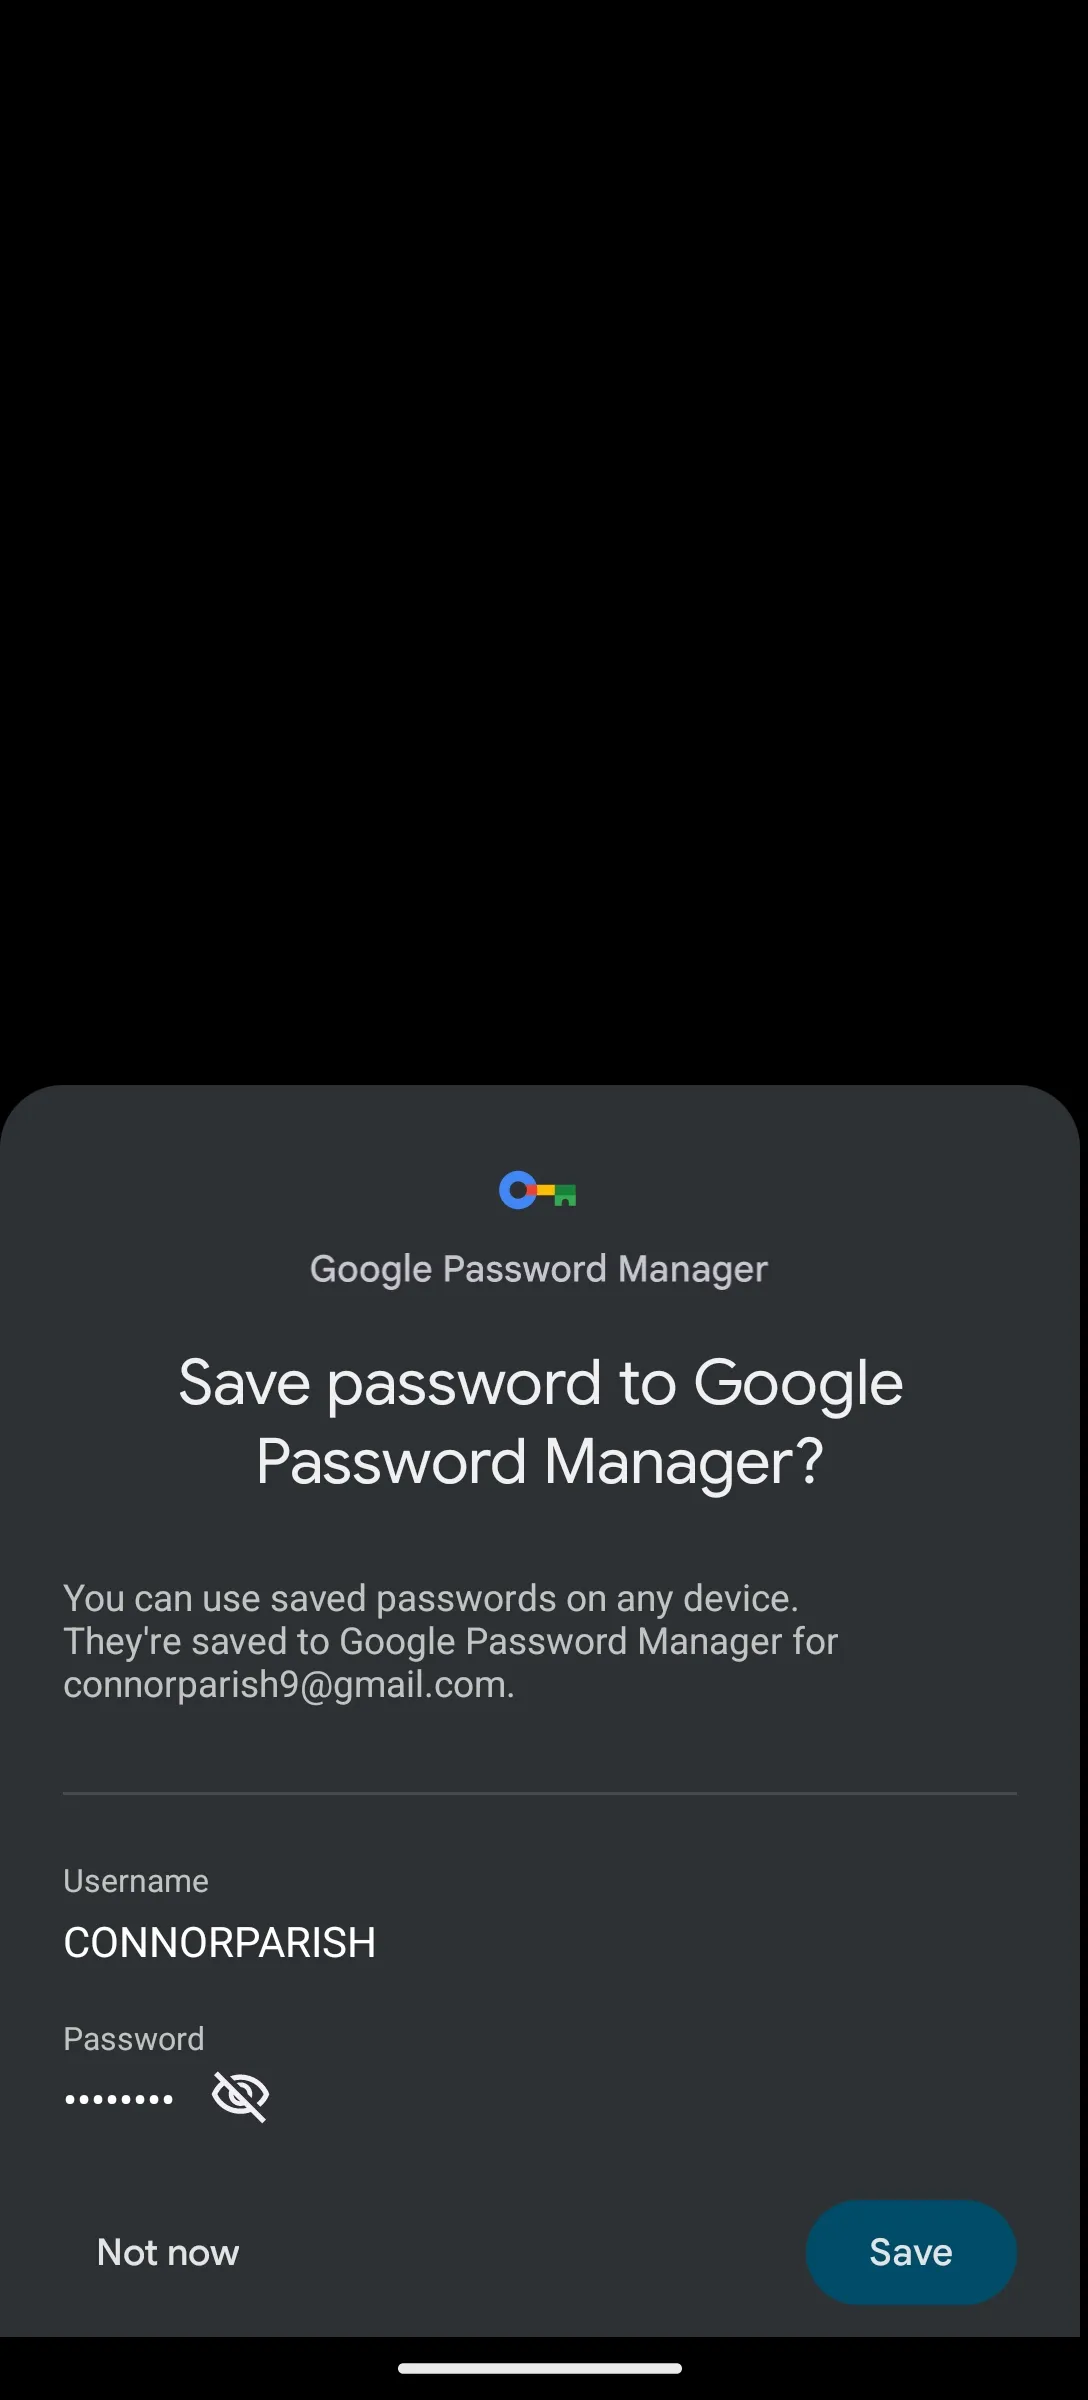 Google Password Manager
Save password to Google
Password Manager?
You can use saved passwords on any device.
They're saved to Google Password Manager for
connorparish9@gmail.com.
Username
CONNORPARISH
Password
••••••••
Not now
Save